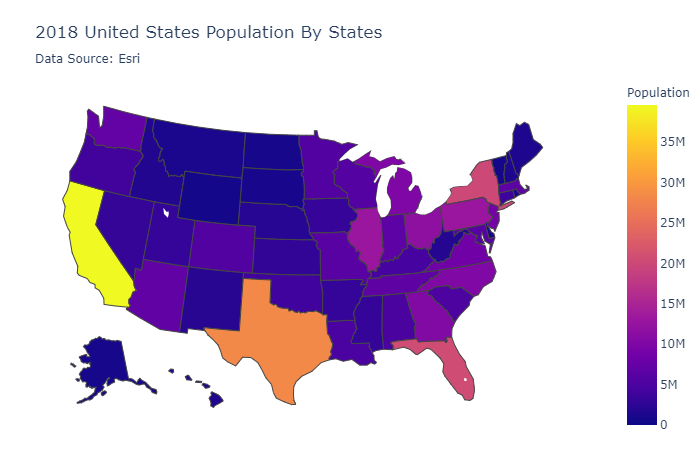 2018 United States Population By States
Data Source: Esri
Population
35M
30M
25M
20M
15M
10M
5M
0